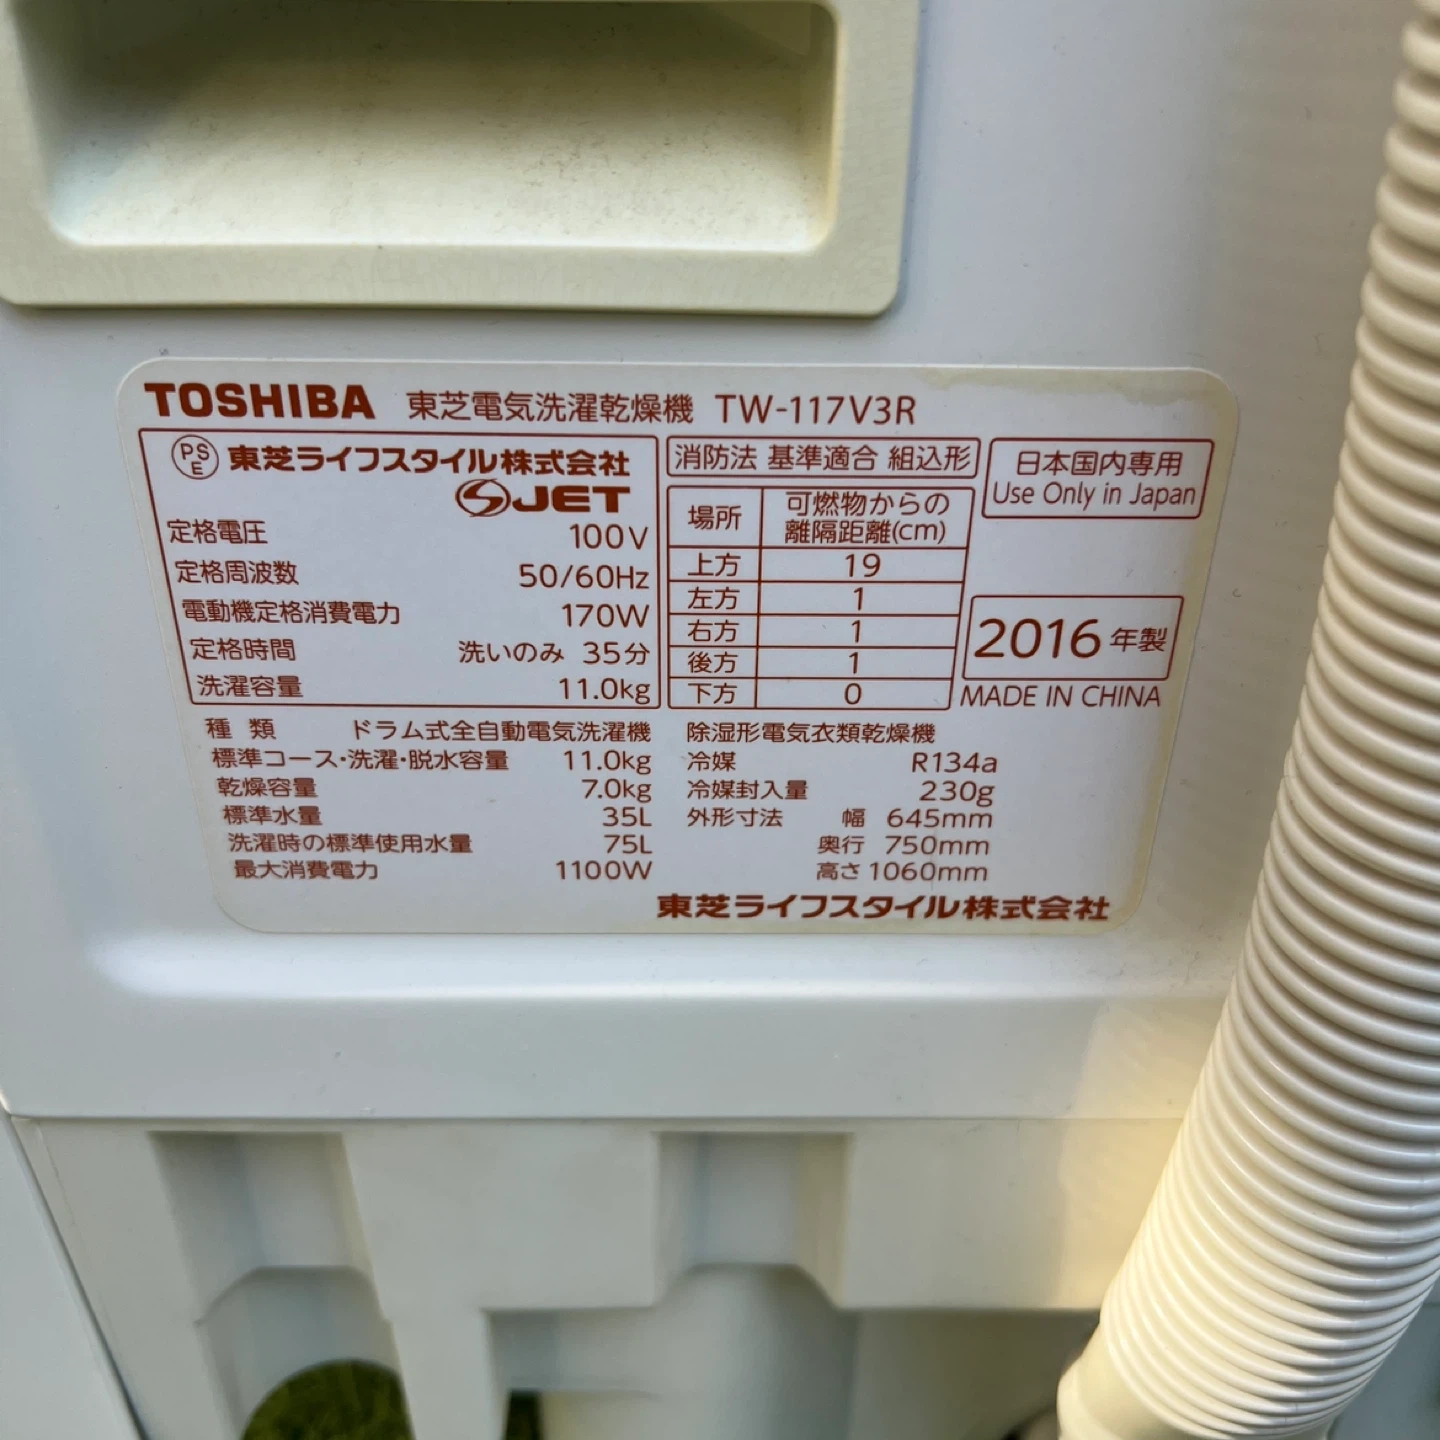 TOSHIBA 東芝電気洗濯乾燥機 TW-117V3R
PS
E
東芝ライフスタイル株式会社
JET
定格電圧 100V
定格周波数 50/60Hz
電動機定格消費電力 170W
定格時間 洗いのみ 35分
洗濯容量 11.0kg
消防法 基準適合 組込形
場所 可燃物からの離隔距離(cm)
上方 19
左方 1
右方 1
後方 1
下方 0
日本国内専用
Use Only in Japan
2016年製
MADE IN CHINA
種類 ドラム式全自動電気洗濯機
標準コース・洗濯・脱水容量 11.0kg
乾燥容量 7.0kg
標準水量 35L
洗濯時の標準使用水量 75L
最大消費電力 1100W
除湿形電気衣類乾燥機
冷媒 R134a
冷媒封入量 230g
外形寸法 幅 645mm
奥行 750mm
高さ 1060mm
東芝ライフスタイル株式会社